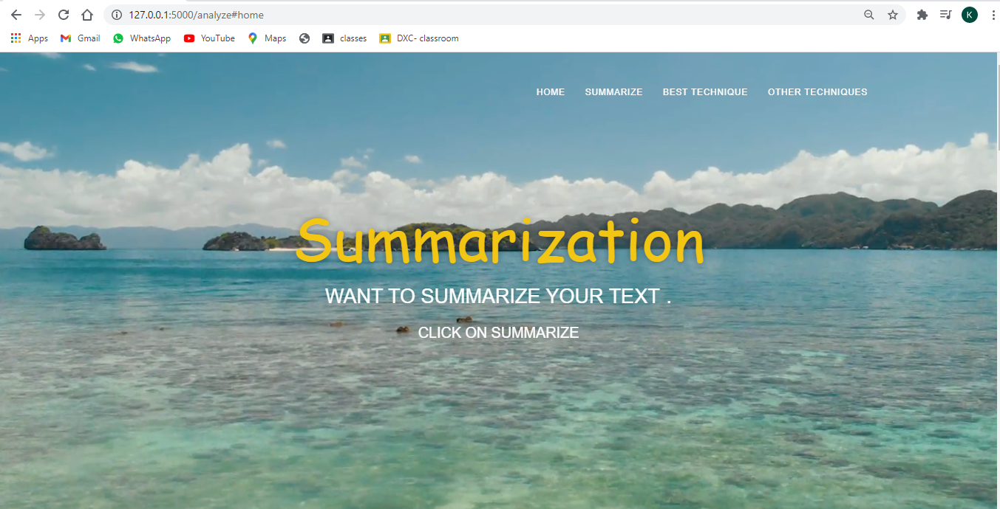 127.0.0.1:5000/analyze#home
K
Apps Gmail WhatsApp YouTube Maps classes DXC- classroom
HOME SUMMARIZE BEST TECHNIQUE OTHER TECHNIQUES
Summarization
WANT TO SUMMARIZE YOUR TEXT .
CLICK ON SUMMARIZE